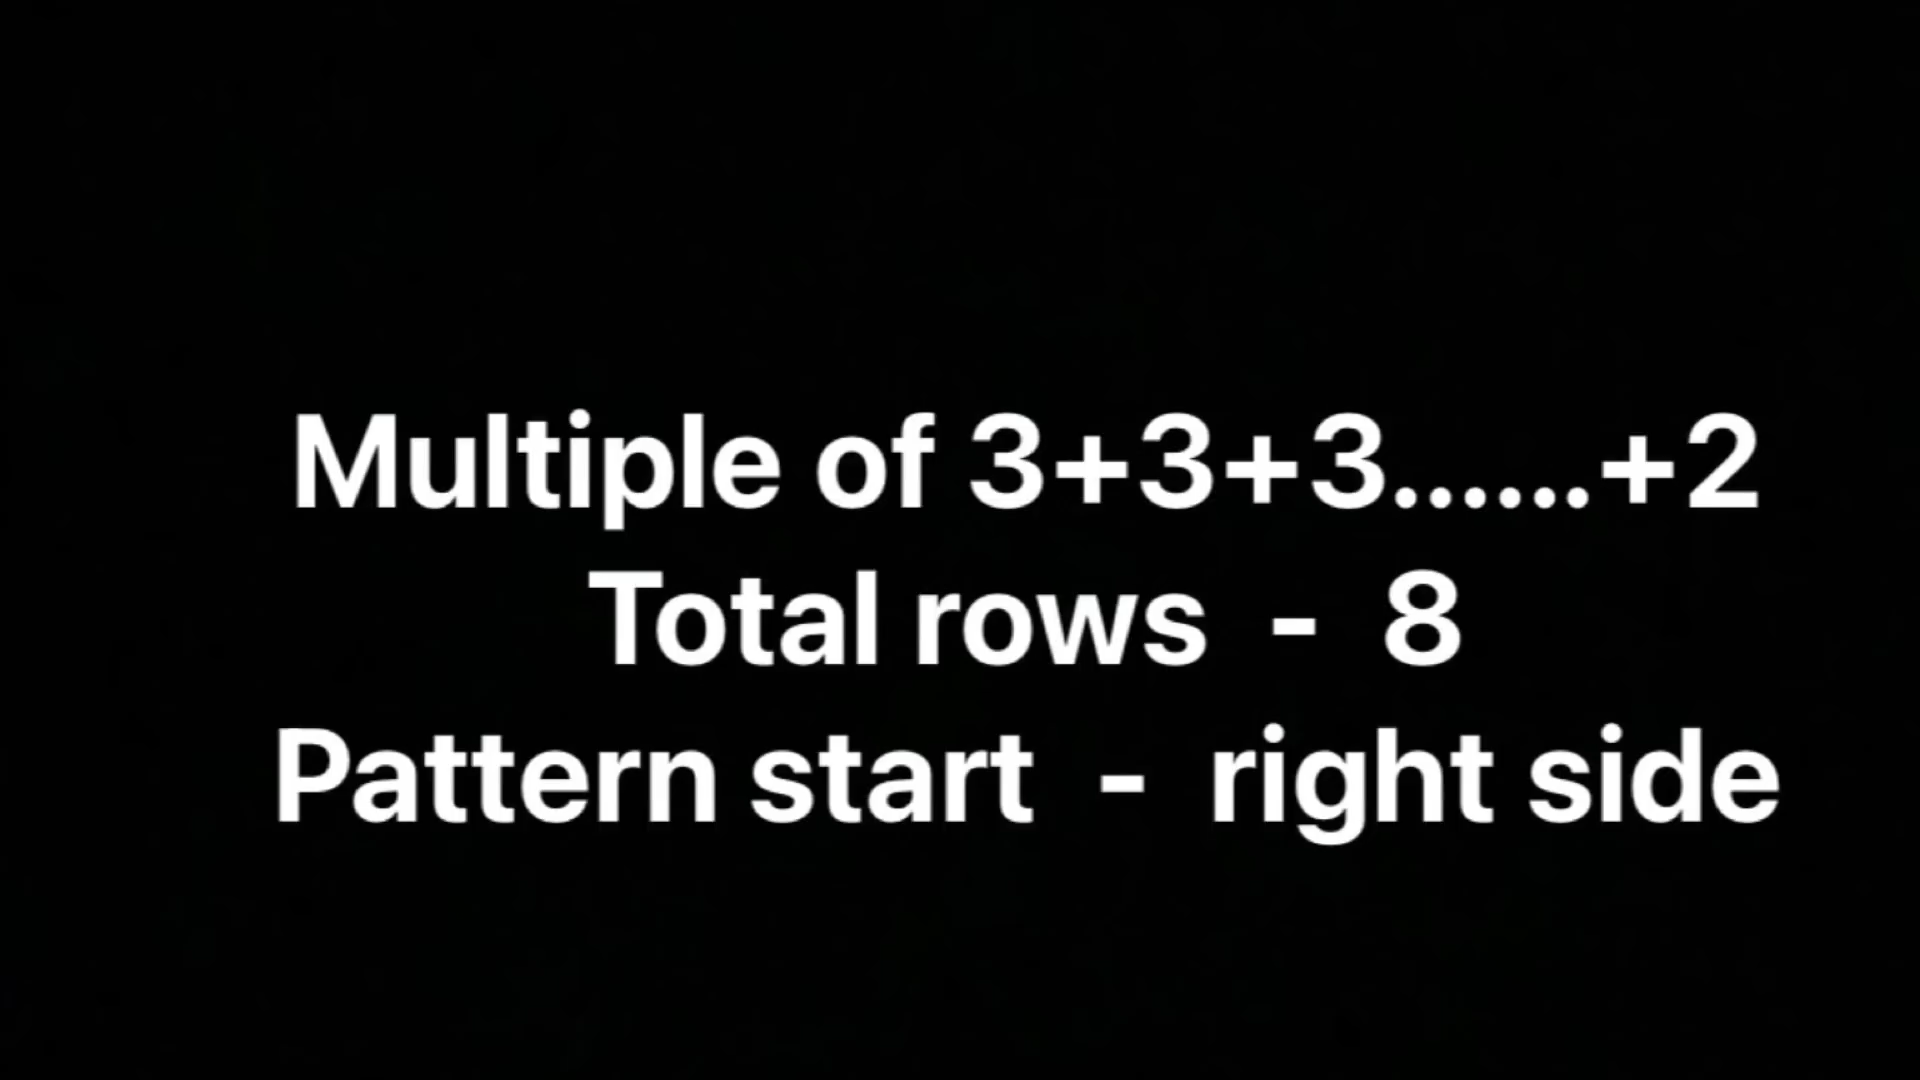 Multiple of 3+3+3......+2
Total rows - 8
Pattern start - right side